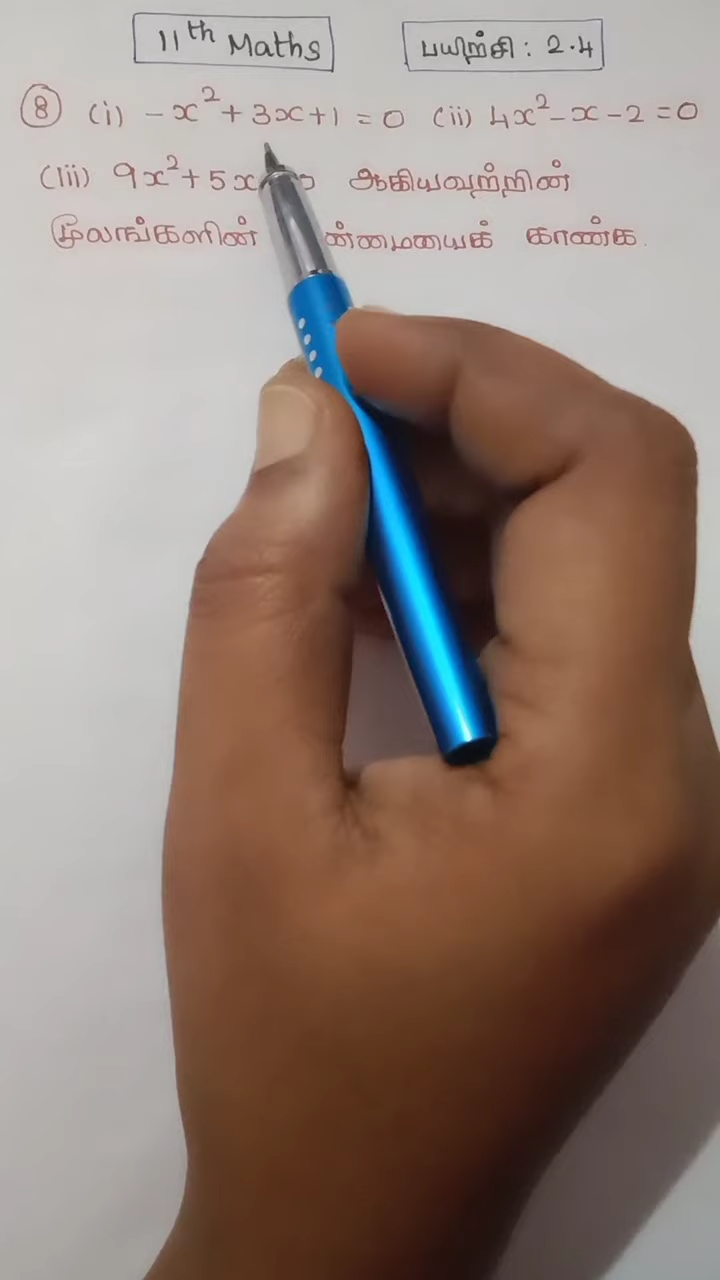 11th Maths
பயிற்சி : 2.4
⑧ (i) -x² + 3x + 1 = 0 (ii) 4x² - x - 2 = 0
(iii) 9x² + 5x ஆகியவற்றின்
மூலங்களின் காண்க.